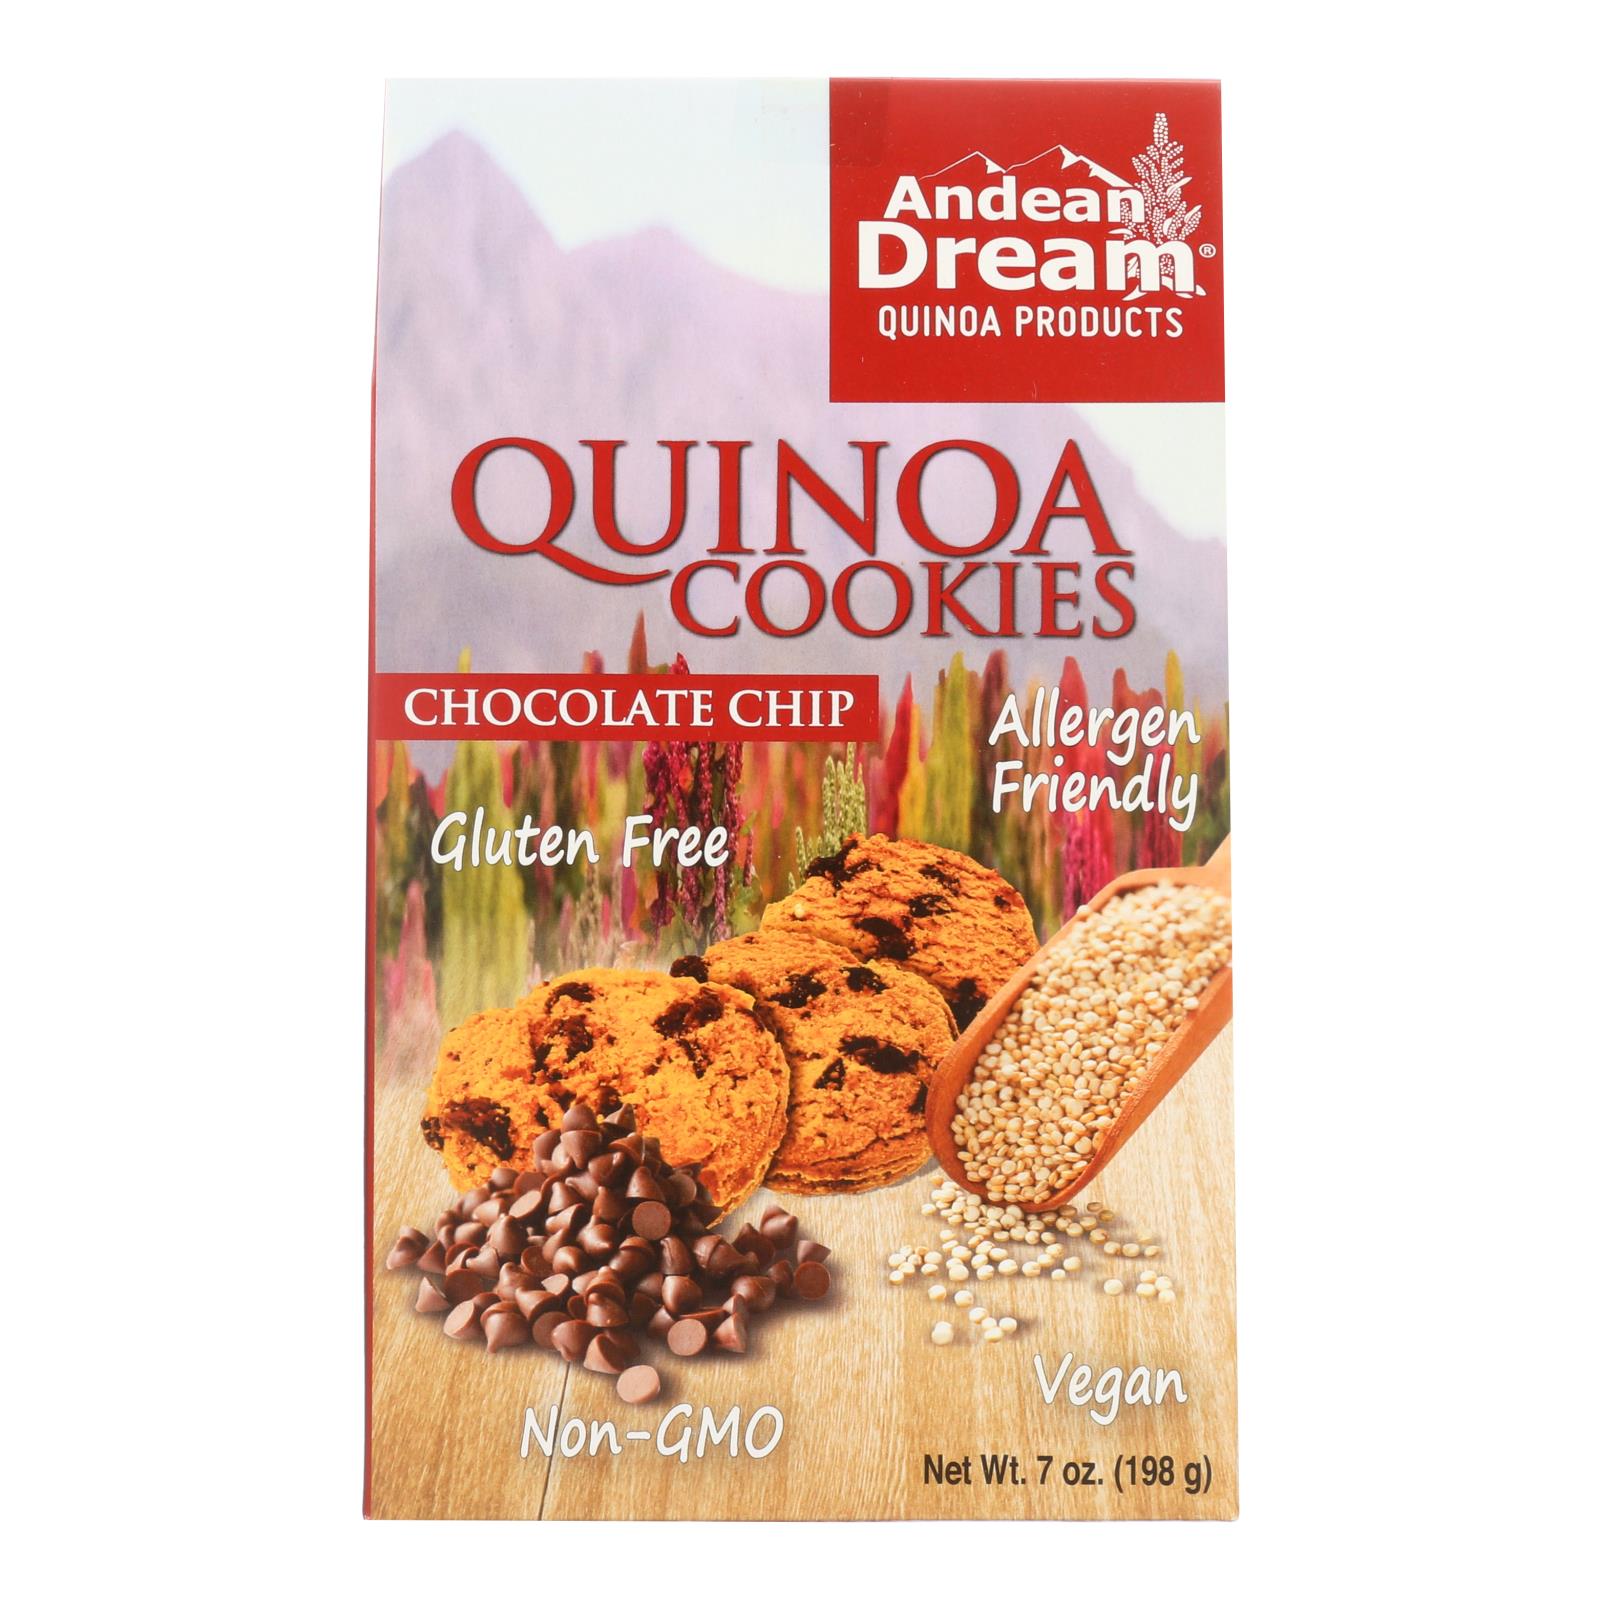 Andean
Dream®
QUINOA PRODUCTS
QUINOA
COOKIES
CHOCOLATE CHIP
Allergen
Friendly
Gluten Free
Vegan
Non-GMO
Net Wt. 7 oz. (198 g)